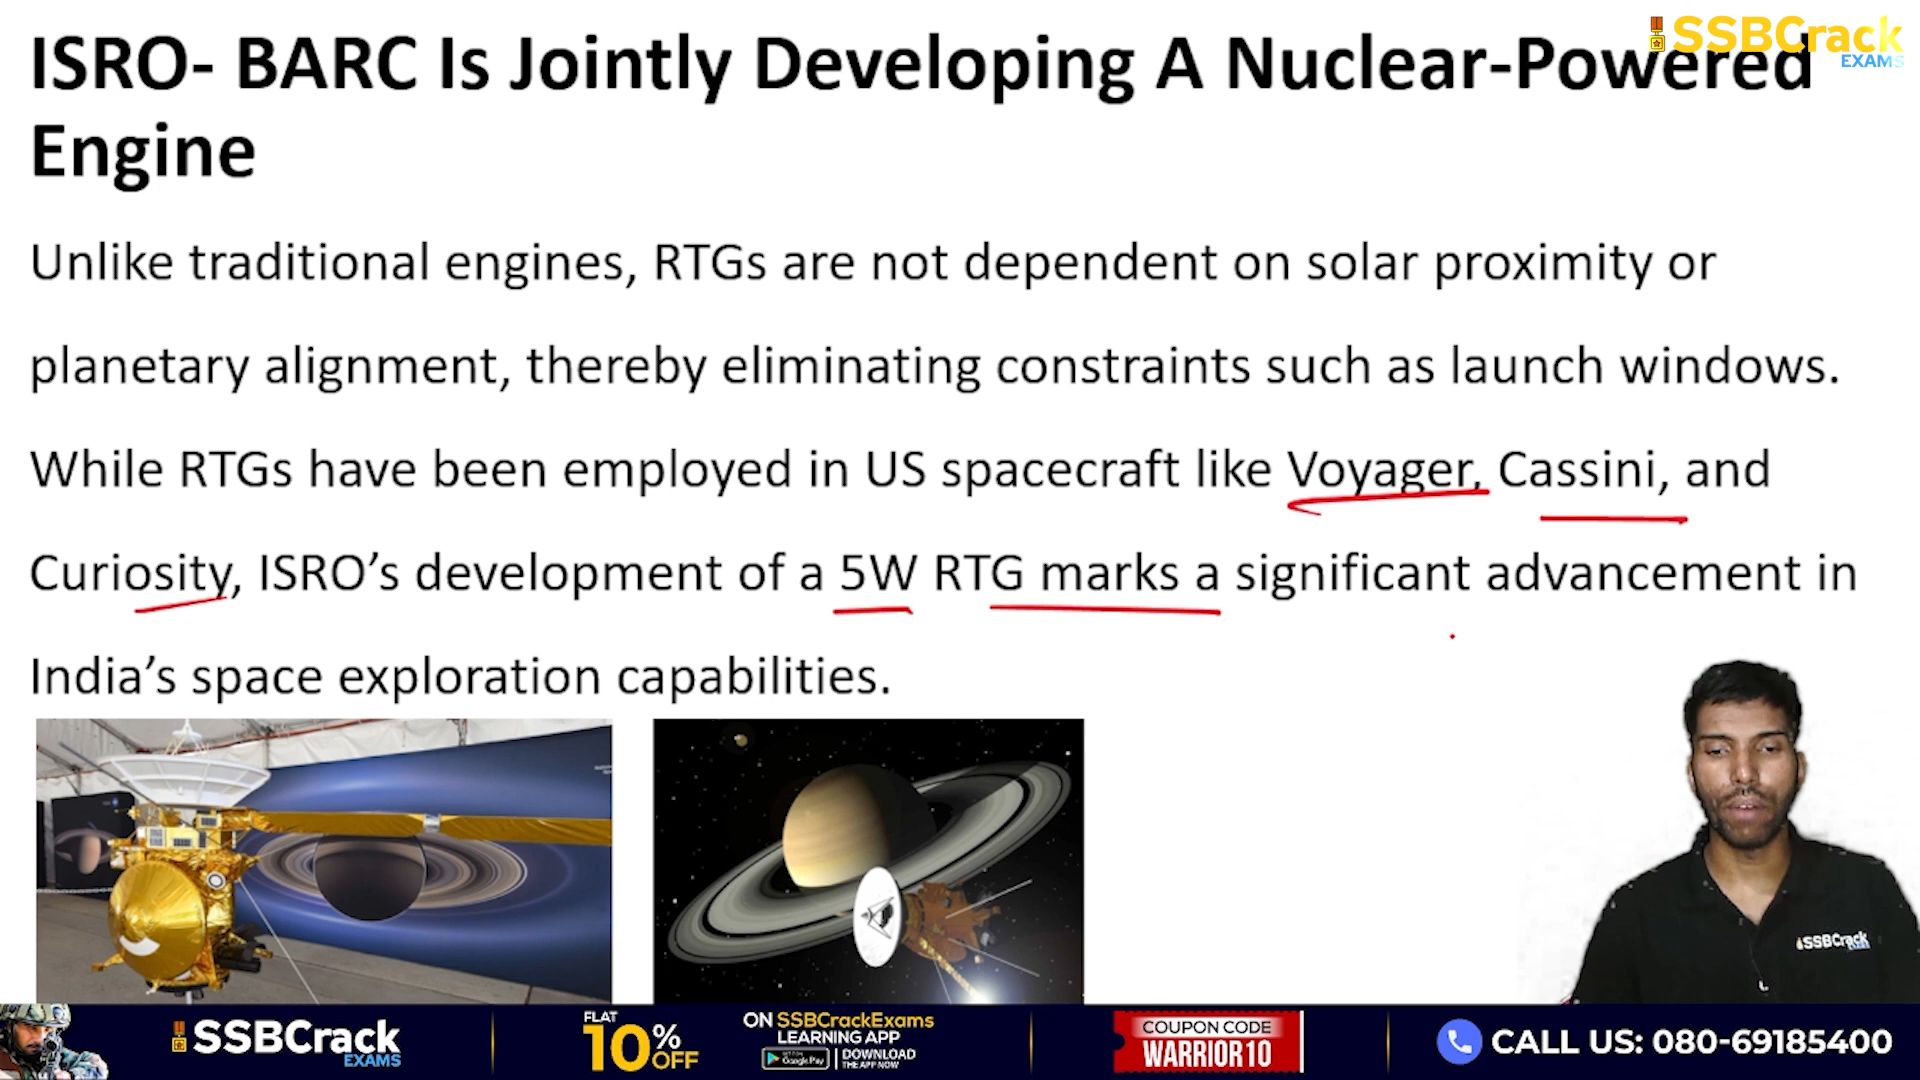 SSBCrack
EXAMS
ISRO- BARC Is Jointly Developing A Nuclear-Powered
Engine
Unlike traditional engines, RTGs are not dependent on solar proximity or
planetary alignment, thereby eliminating constraints such as launch windows.
While RTGs have been employed in US spacecraft like Voyager, Cassini, and
Curiosity, ISRO’s development of a 5W RTG marks a significant advancement in
India’s space exploration capabilities.
SSBCrack
SSBCrack
EXAMS
FLAT
10% OFF
ON SSBCrackExams
LEARNING APP
Google Play
DOWNLOAD
THE APP NOW
COUPON CODE
WARRIOR10
CALL US: 080-69185400